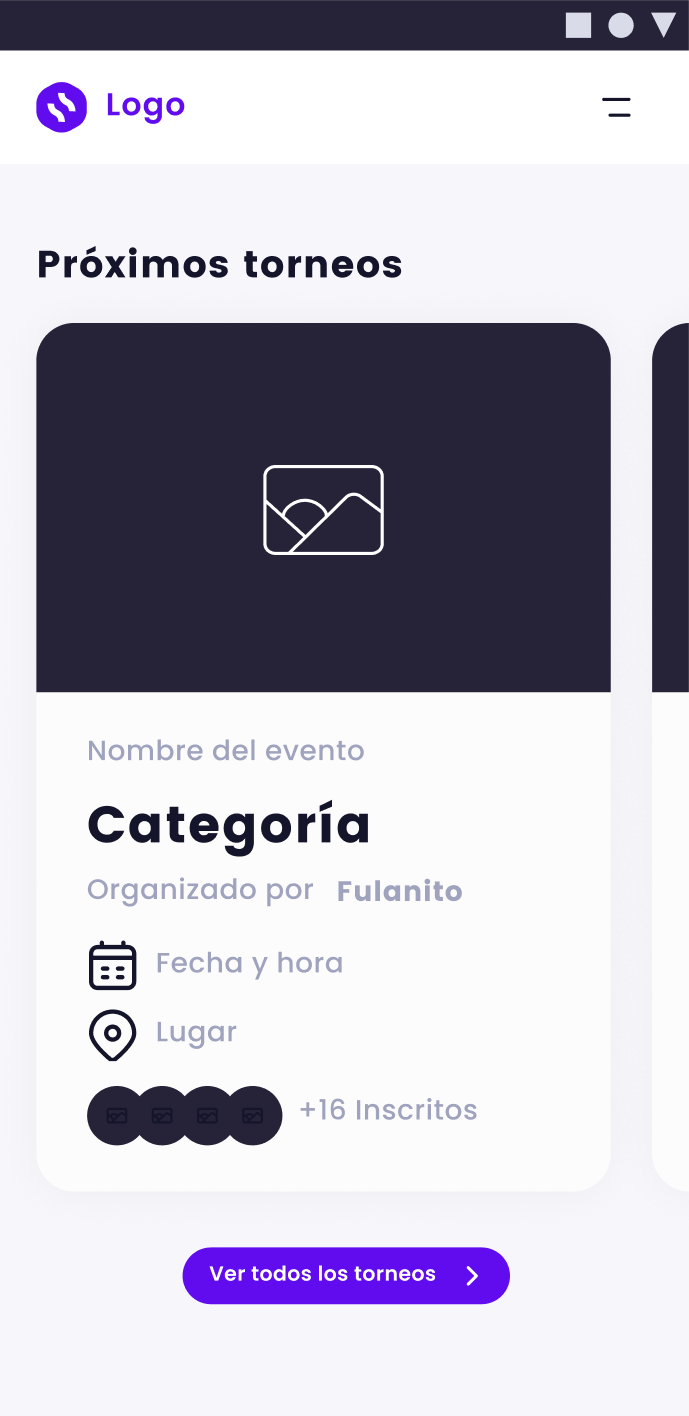 Logo
Próximos torneos
Nombre del evento
Categoría
Organizado por Fulanito
Fecha y hora
Lugar
+16 Inscritos
Ver todos los torneos